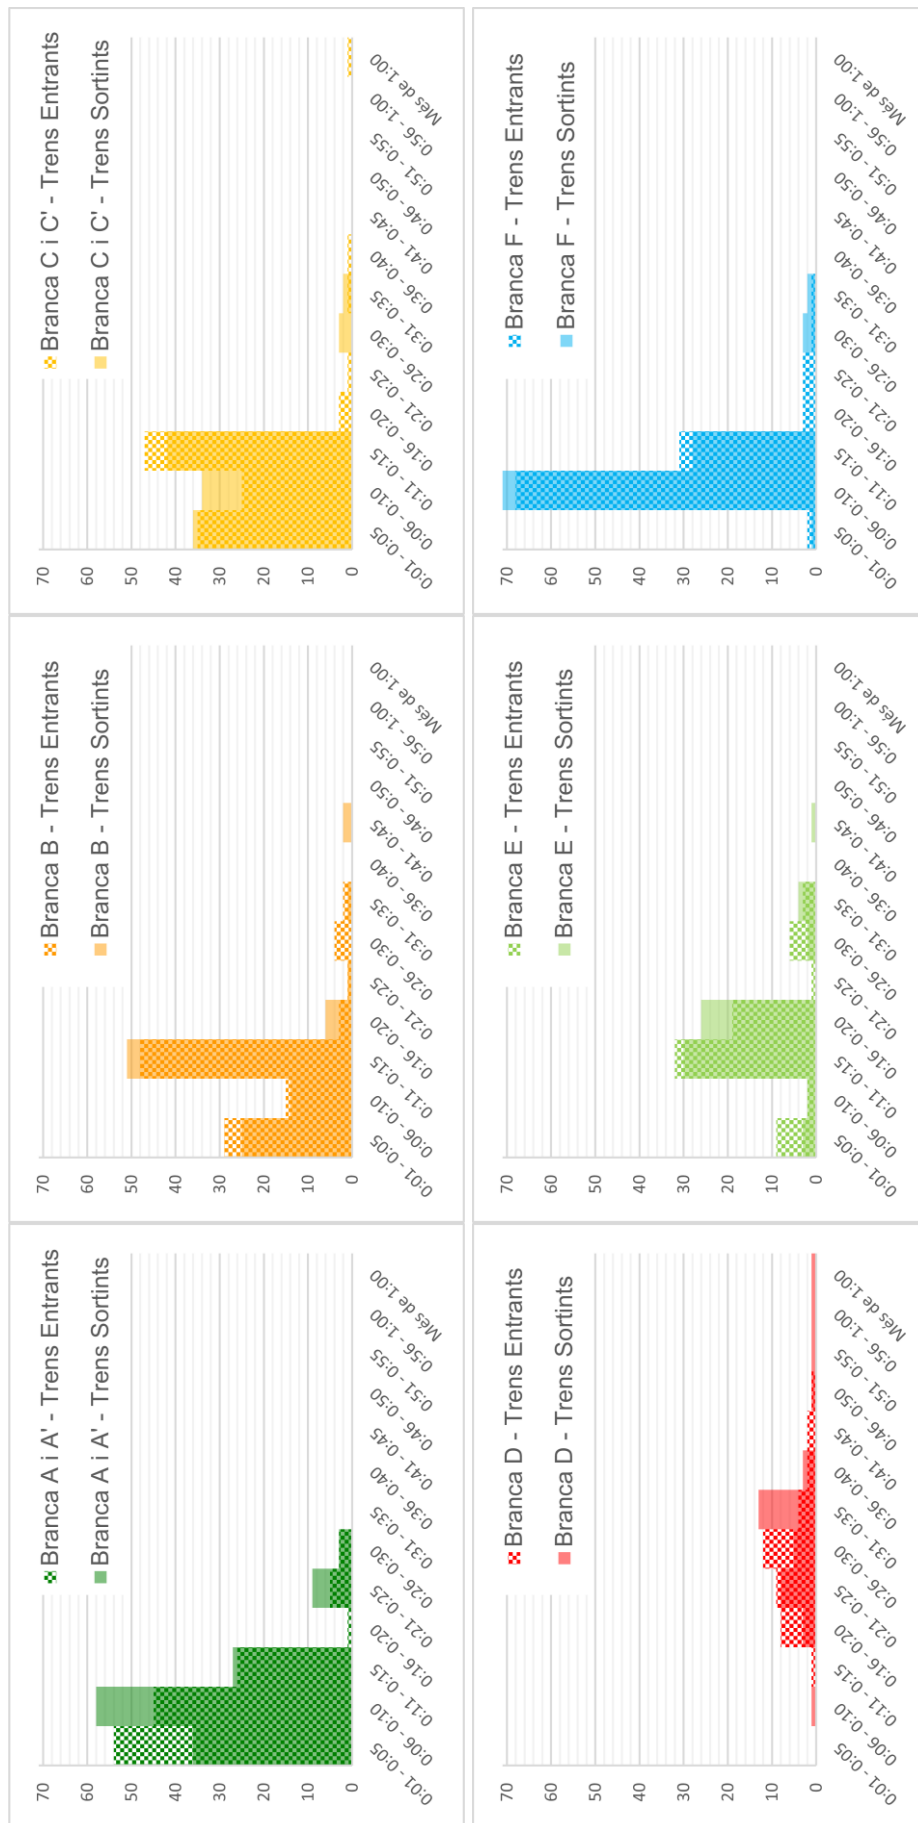 Branca A i A' - Trens Entrants
Branca A i A' - Trens Sortints
70
60
50
40
30
20
10
0
0:01 - 0:05
0:06 - 0:10
0:11 - 0:15
0:16 - 0:20
0:21 - 0:25
0:26 - 0:30
0:31 - 0:35
0:36 - 0:40
0:41 - 0:45
0:46 - 0:50
0:51 - 0:55
0:56 - 1:00
Més de 1:00
Branca B - Trens Entrants
Branca B - Trens Sortints
70
60
50
40
30
20
10
0
0:01 - 0:05
0:06 - 0:10
0:11 - 0:15
0:16 - 0:20
0:21 - 0:25
0:26 - 0:30
0:31 - 0:35
0:36 - 0:40
0:41 - 0:45
0:46 - 0:50
0:51 - 0:55
0:56 - 1:00
Més de 1:00
Branca C i C' - Trens Entrants
Branca C i C' - Trens Sortints
70
60
50
40
30
20
10
0
0:01 - 0:05
0:06 - 0:10
0:11 - 0:15
0:16 - 0:20
0:21 - 0:25
0:26 - 0:30
0:31 - 0:35
0:36 - 0:40
0:41 - 0:45
0:46 - 0:50
0:51 - 0:55
0:56 - 1:00
Més de 1:00
Branca D - Trens Entrants
Branca D - Trens Sortints
70
60
50
40
30
20
10
0
0:01 - 0:05
0:06 - 0:10
0:11 - 0:15
0:16 - 0:20
0:21 - 0:25
0:26 - 0:30
0:31 - 0:35
0:36 - 0:40
0:41 - 0:45
0:46 - 0:50
0:51 - 0:55
0:56 - 1:00
Més de 1:00
Branca E - Trens Entrants
Branca E - Trens Sortints
70
60
50
40
30
20
10
0
0:01 - 0:05
0:06 - 0:10
0:11 - 0:15
0:16 - 0:20
0:21 - 0:25
0:26 - 0:30
0:31 - 0:35
0:36 - 0:40
0:41 - 0:45
0:46 - 0:50
0:51 - 0:55
0:56 - 1:00
Més de 1:00
Branca F - Trens Entrants
Branca F - Trens Sortints
70
60
50
40
30
20
10
0
0:01 - 0:05
0:06 - 0:10
0:11 - 0:15
0:16 - 0:20
0:21 - 0:25
0:26 - 0:30
0:31 - 0:35
0:36 - 0:40
0:41 - 0:45
0:46 - 0:50
0:51 - 0:55
0:56 - 1:00
Més de 1:00